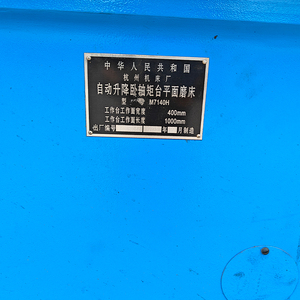 中华人民共和国
杭州机床厂
自动升降卧轴矩台平面磨床
型号 M7140H
工作台工作面宽度 400mm
工作台工作面长度 1000mm
出厂编号 年 月制造